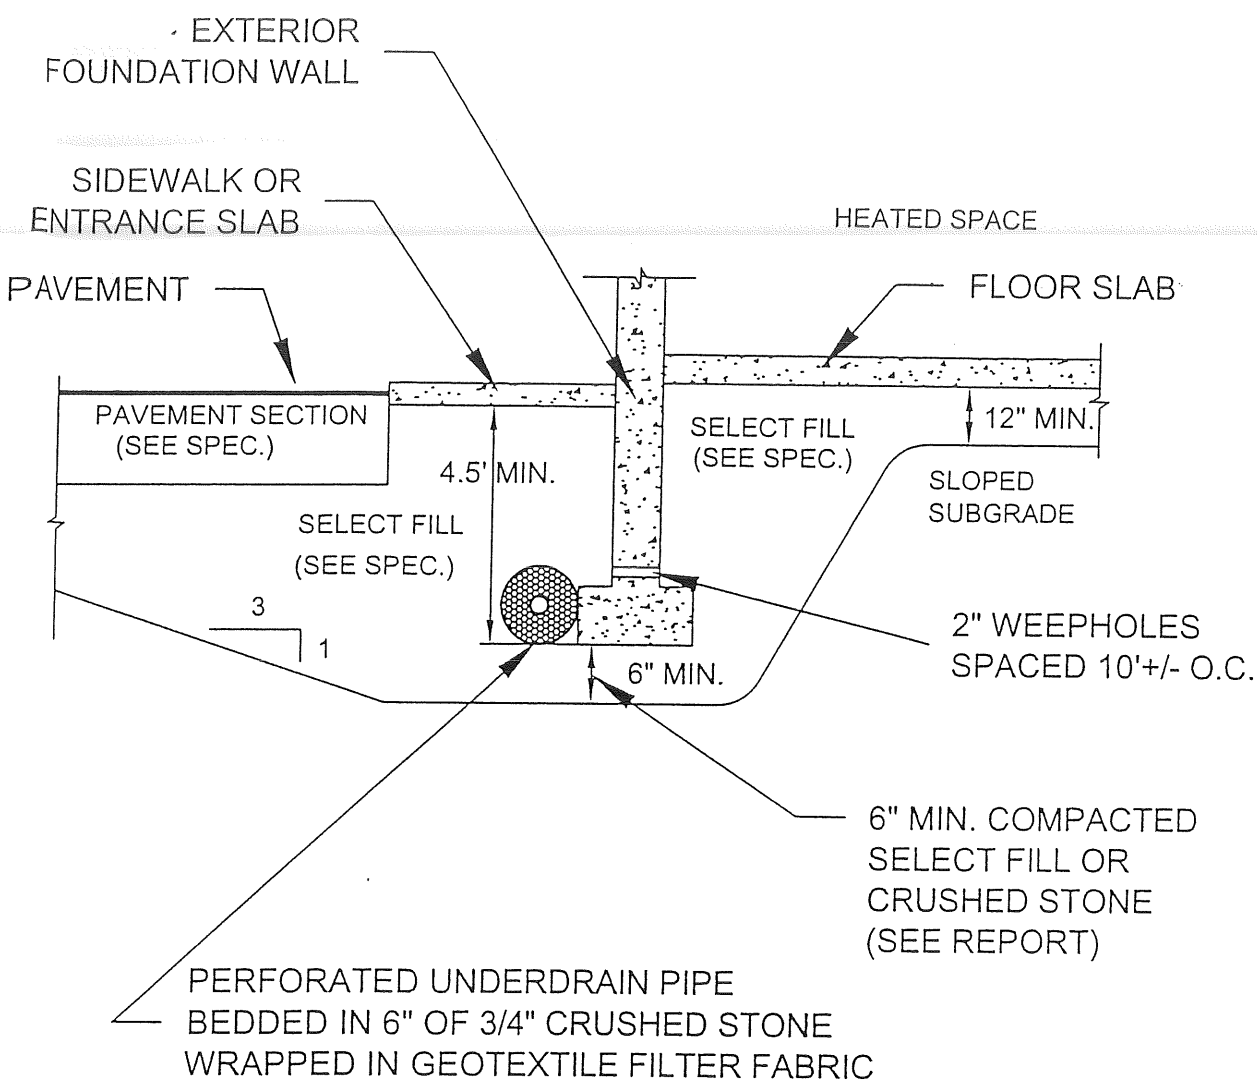 EXTERIOR
FOUNDATION WALL
SIDEWALK OR
ENTRANCE SLAB
HEATED SPACE
PAVEMENT
FLOOR SLAB
PAVEMENT SECTION
(SEE SPEC.)
4.5' MIN.
SELECT FILL
(SEE SPEC.)
12" MIN.
SLOPED
SUBGRADE
SELECT FILL
(SEE SPEC.)
3
1
6" MIN.
2" WEEPHOLES
SPACED 10'+/- O.C.
6" MIN. COMPACTED
SELECT FILL OR
CRUSHED STONE
(SEE REPORT)
PERFORATED UNDERDRAIN PIPE
BEDDED IN 6" OF 3/4" CRUSHED STONE
WRAPPED IN GEOTEXTILE FILTER FABRIC